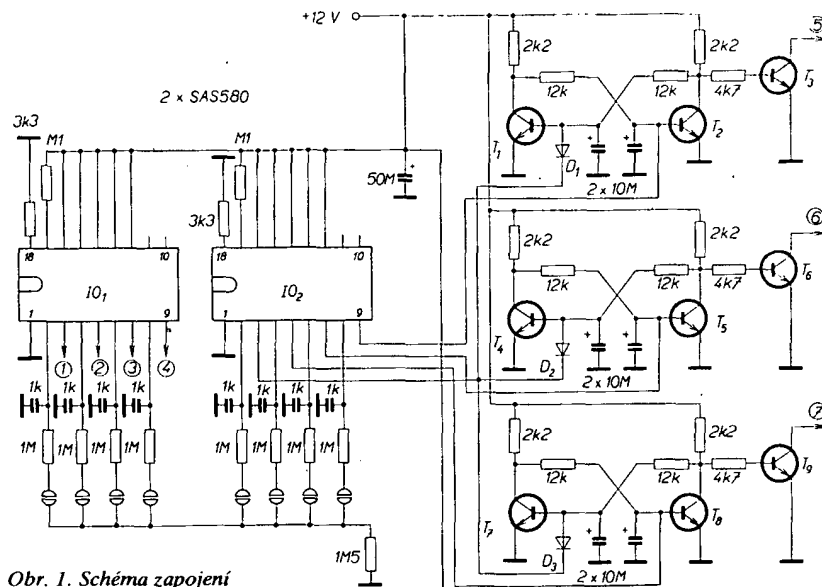 +12 V
2 x SAS580
3k3
M1
M1
3k3
50M
18
10
IO1
1
9
18
10
IO2
1
9
①
②
③
④
1k
1k
1k
1k
1k
1k
1k
1k
1M
1M
1M
1M
1M
1M
1M
1M
1M5
2k2
2k2
12k
12k
4k7
T1
T2
T3
D1
2 x 10M
⑤
2k2
2k2
12k
12k
4k7
T4
T5
T6
D2
2 x 10M
⑥
2k2
2k2
12k
12k
4k7
T7
T8
T9
D3
2 x 10M
⑦
Obr. 1. Schéma zapojení